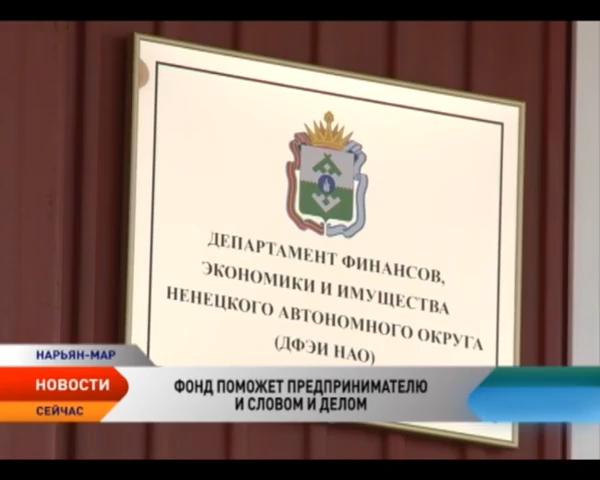 ДЕПАРТАМЕНТ ФИНАНСОВ,
ЭКОНОМИКИ И ИМУЩЕСТВА
НЕНЕЦКОГО АВТОНОМНОГО ОКРУГА
(ДФЭИ НАО)
НАРЬЯН-МАР
НОВОСТИ
СЕЙЧАС
ФОНД ПОМОЖЕТ ПРЕДПРИНИМАТЕЛЮ
И СЛОВОМ И ДЕЛОМ